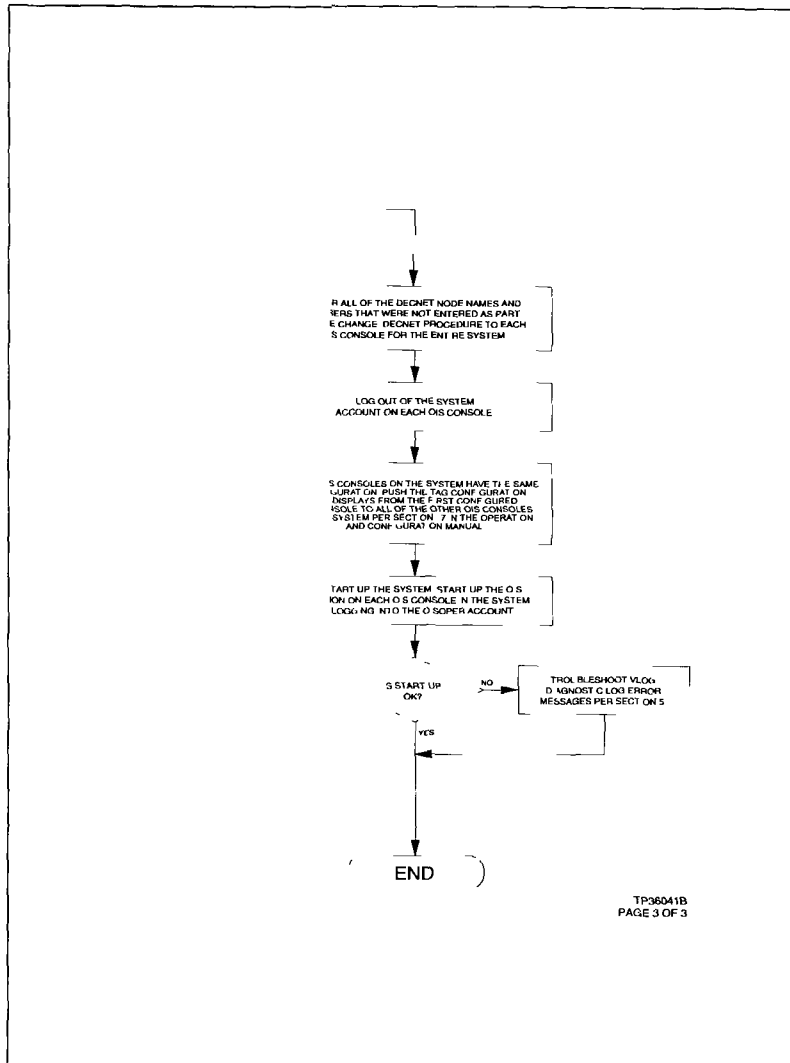 R ALL OF THE DECNET NODE NAMES AND
ERS THAT WERE NOT ENTERED AS PART
E CHANGE DECNET PROCEDURE TO EACH
S CONSOLE FOR THE ENT RE SYSTEM
LOG OUT OF THE SYSTEM
ACCOUNT ON EACH OIS CONSOLE
S CONSOLES ON THE SYSTEM HAVE THE SAME
GURAT ON PUSH THE TAG CONF GURAT ON
DISPLAYS FROM THE F RST CONF GURED
SOLE TO ALL OF THE OTHER OIS CONSOLES
SYSTEM PER SECT ON 7 N THE OPERAT ON
AND CONF GURAT ON MANUAL
TART UP THE SYSTEM START UP THE O S
ION ON EACH O S CONSOLE N THE SYSTEM
LOGG NG NTO THE O SOPER ACCOUNT
S START UP
OK?
NO
TROUBLESHOOT VLOG
D AGNOST C LOG ERROR
MESSAGES PER SECT ON 5
YES
END
TP36041B
PAGE 3 OF 3